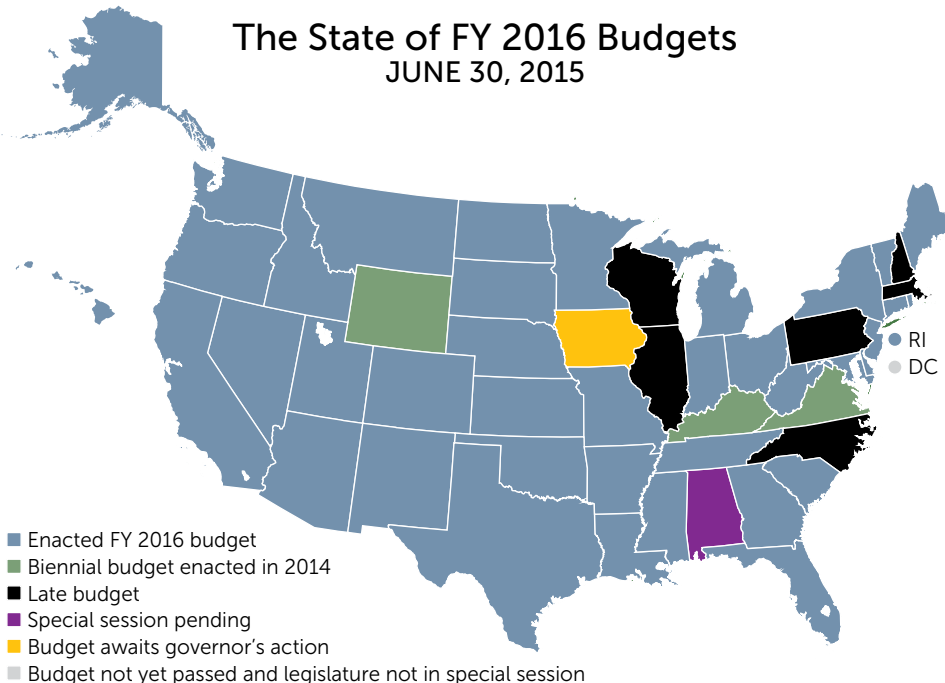 The State of FY 2016 Budgets
JUNE 30, 2015
RI
DC
Enacted FY 2016 budget
Biennial budget enacted in 2014
Late budget
Special session pending
Budget awaits governor's action
Budget not yet passed and legislature not in special session